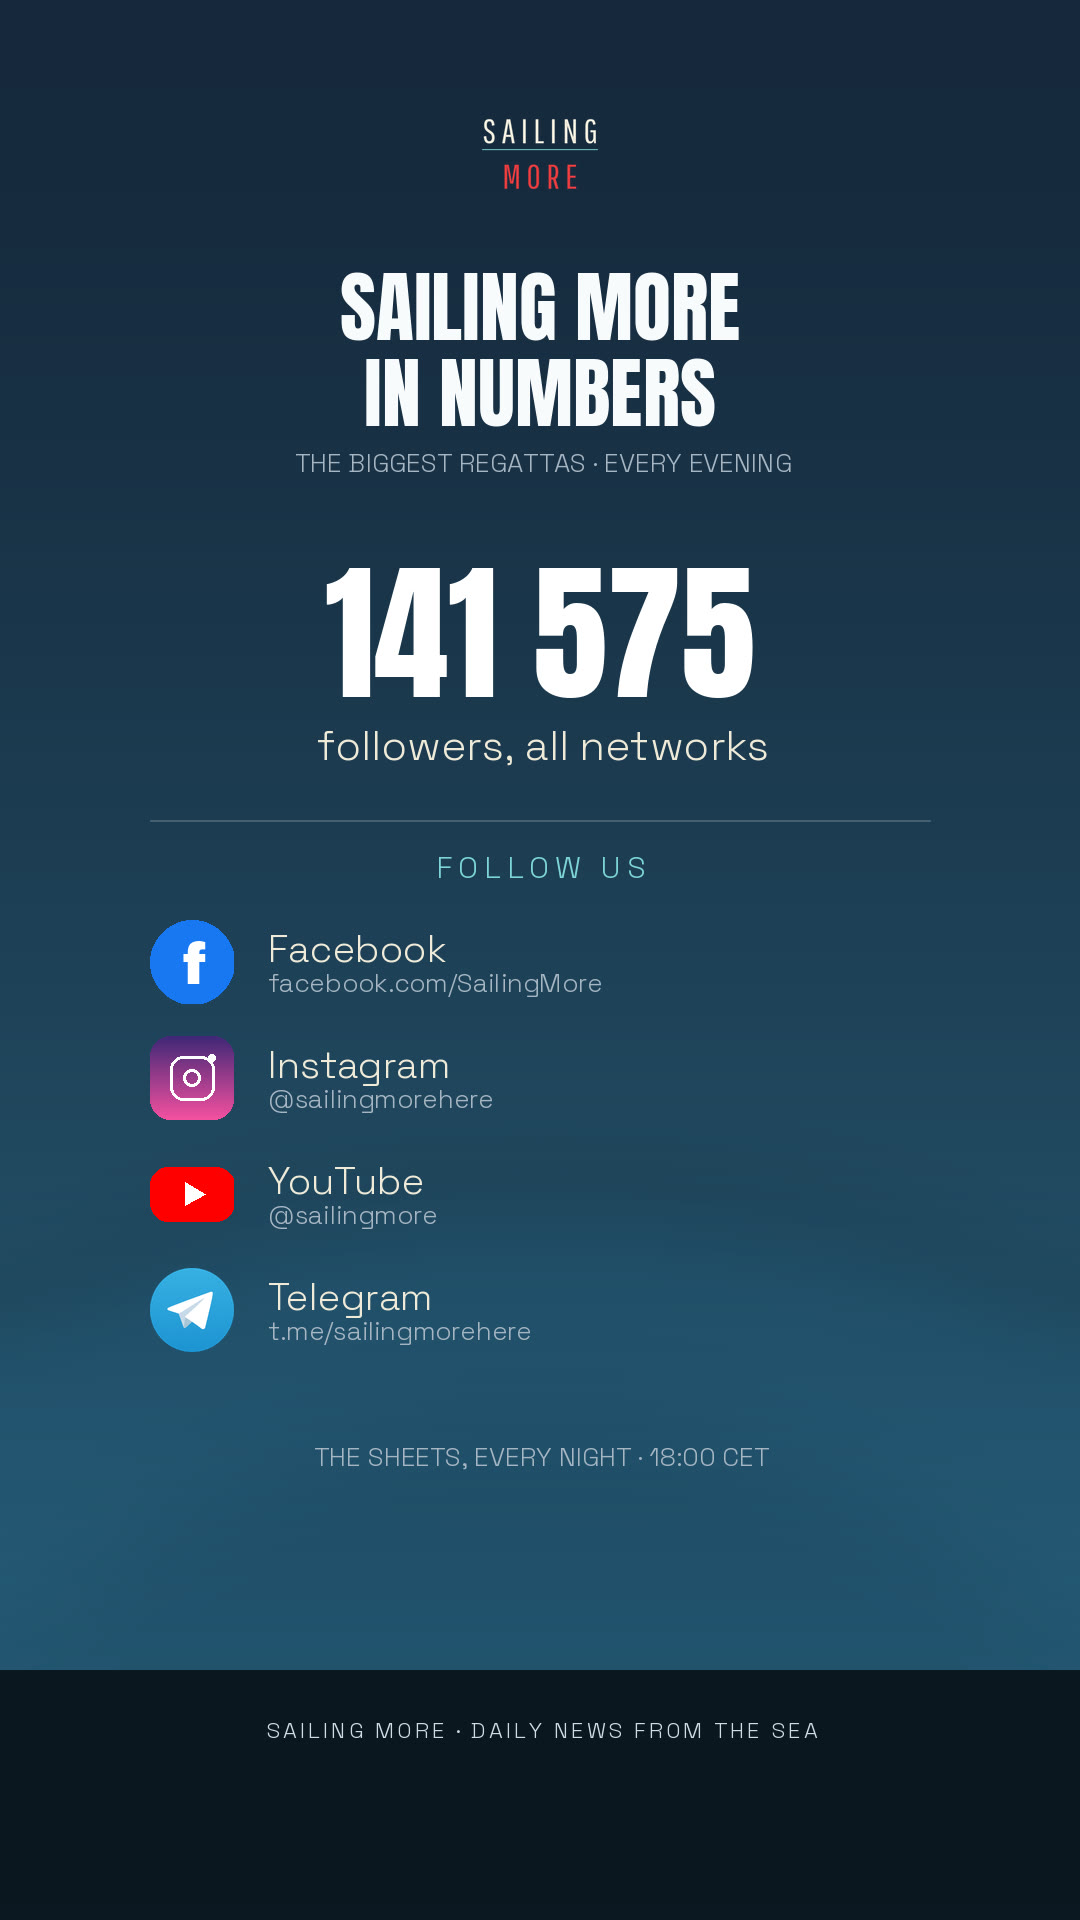 SAILING
MORE
SAILING MORE
IN NUMBERS
THE BIGGEST REGATTAS · EVERY EVENING
141 575
followers, all networks
FOLLOW US
Facebook
facebook.com/SailingMore
Instagram
@sailingmorehere
YouTube
@sailingmore
Telegram
t.me/sailingmorehere
THE SHEETS, EVERY NIGHT · 18:00 CET
SAILING MORE · DAILY NEWS FROM THE SEA